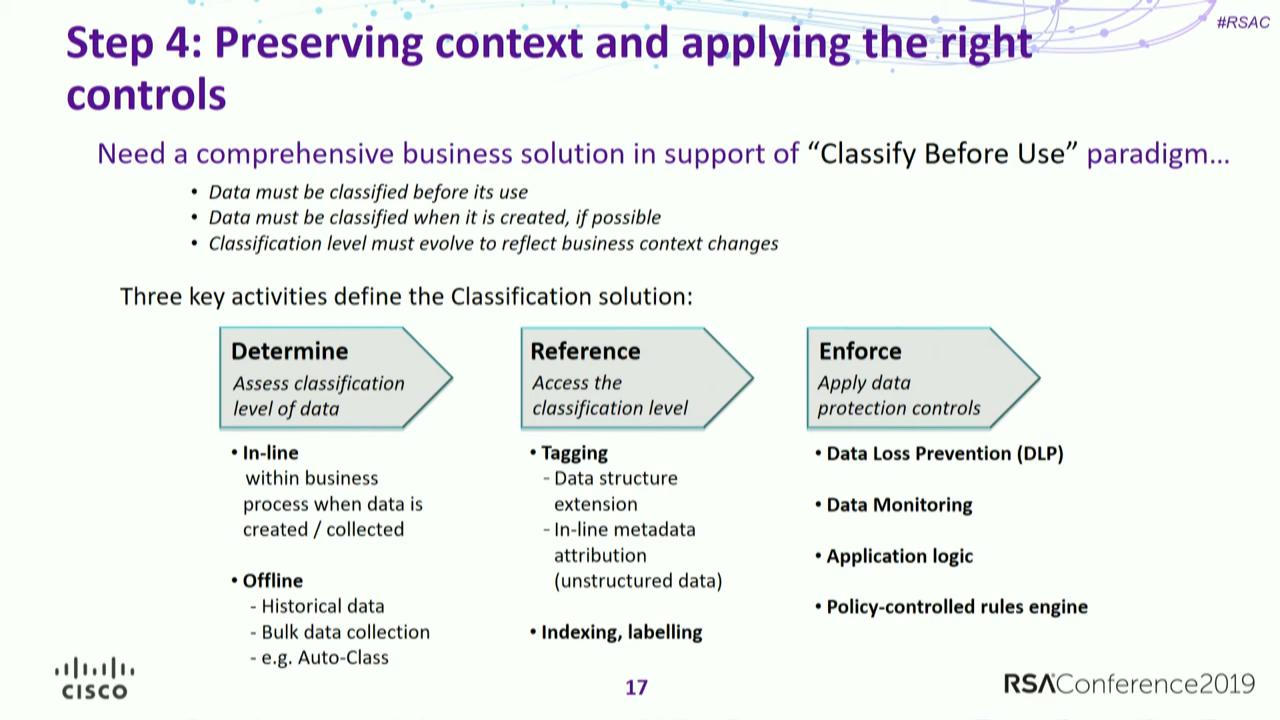 #RSAC
Step 4: Preserving context and applying the right
controls
Need a comprehensive business solution in support of “Classify Before Use” paradigm...
• Data must be classified before its use
• Data must be classified when it is created, if possible
• Classification level must evolve to reflect business context changes
Three key activities define the Classification solution:
Determine
Assess classification
level of data
• In-line
within business
process when data is
created / collected
• Offline
- Historical data
- Bulk data collection
- e.g. Auto-Class
Reference
Access the
classification level
• Tagging
- Data structure
extension
- In-line metadata
attribution
(unstructured data)
• Indexing, labelling
Enforce
Apply data
protection controls
• Data Loss Prevention (DLP)
• Data Monitoring
• Application logic
• Policy-controlled rules engine
CISCO
17
RSAConference2019